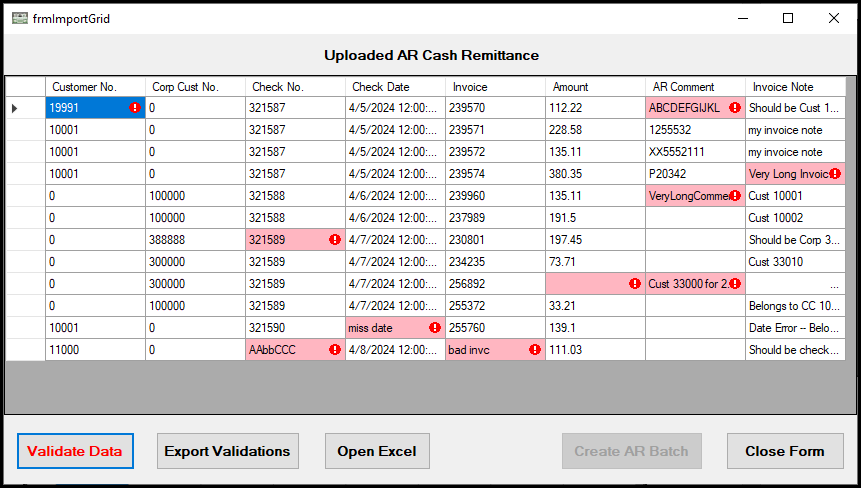 frmImportGrid
Uploaded AR Cash Remittance
Customer No. Corp Cust No. Check No. Check Date Invoice Amount AR Comment Invoice Note
19991 0 321587 4/5/2024 12:00:... 239570 112.22 ABCDEFGIJKL Should be Cust 1...
10001 0 321587 4/5/2024 12:00:... 239571 228.58 1255532 my invoice note
10001 0 321587 4/5/2024 12:00:... 239572 135.11 XX5552111 my invoice note
10001 0 321587 4/5/2024 12:00:... 239574 380.35 P20342 Very Long Invoic
0 100000 321588 4/6/2024 12:00:... 239960 135.11 VeryLongComme Cust 10001
0 100000 321588 4/6/2024 12:00:... 237989 191.5 Cust 10002
0 388888 321589 4/7/2024 12:00:... 230801 197.45 Should be Corp 3...
0 300000 321589 4/7/2024 12:00:... 234235 73.71 Cust 33010
0 300000 321589 4/7/2024 12:00:... 256892 Cust 33000 for 2. ...
0 100000 321589 4/7/2024 12:00:... 255372 33.21 Belongs to CC 10...
10001 0 321590 miss date 255760 139.1 Date Error -- Belo...
11000 0 AAbbCCC 4/8/2024 12:00:... bad invc 111.03 Should be check...
Validate Data Export Validations Open Excel Create AR Batch Close Form